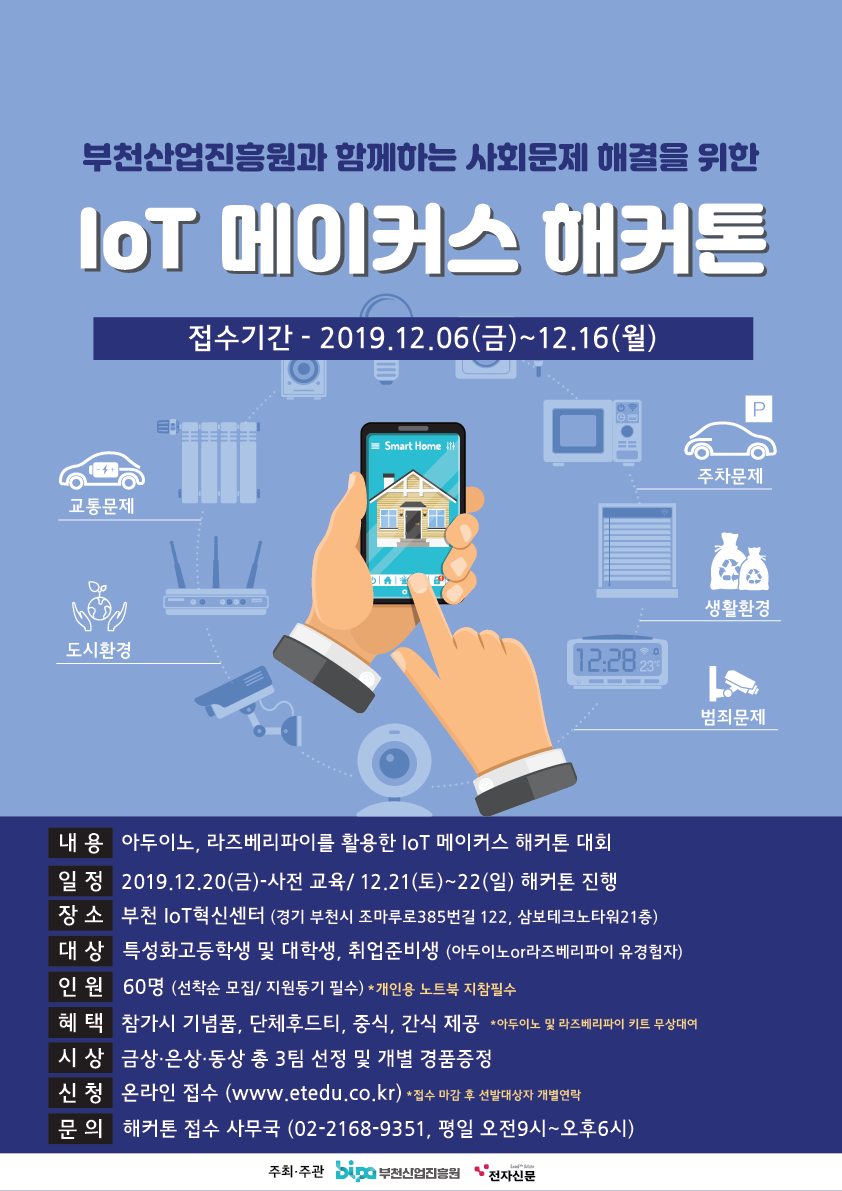 부천산업진흥원과 함께하는 사회문제 해결을 위한
IoT 메이커스 해커톤
접수기간 - 2019.12.06(금)~12.16(월)
P
Smart Home
주차문제
교통문제
생활환경
도시환경
12:28 23℃
범죄문제
내 용 아두이노, 라즈베리파이를 활용한 IoT 메이커스 해커톤 대회
일 정 2019.12.20(금)-사전 교육/ 12.21(토)~22(일) 해커톤 진행
장 소 부천 IoT혁신센터 (경기 부천시 조마루로385번길 122, 삼보테크노타워21층)
대 상 특성화고등학생 및 대학생, 취업준비생 (아두이노or라즈베리파이 유경험자)
인 원 60명 (선착순 모집/ 지원동기 필수) *개인용 노트북 지참필수
혜 택 참가시 기념품, 단체후드티, 중식, 간식 제공 *아두이노 및 라즈베리파이 키트 무상대여
시 상 금상·은상·동상 총 3팀 선정 및 개별 경품증정
신 청 온라인 접수 (www.etedu.co.kr) *접수 마감 후 선발대상자 개별연락
문 의 해커톤 접수 사무국 (02-2168-9351, 평일 오전9시~오후6시)
주최·주관 bipa 부천산업진흥원 전자신문